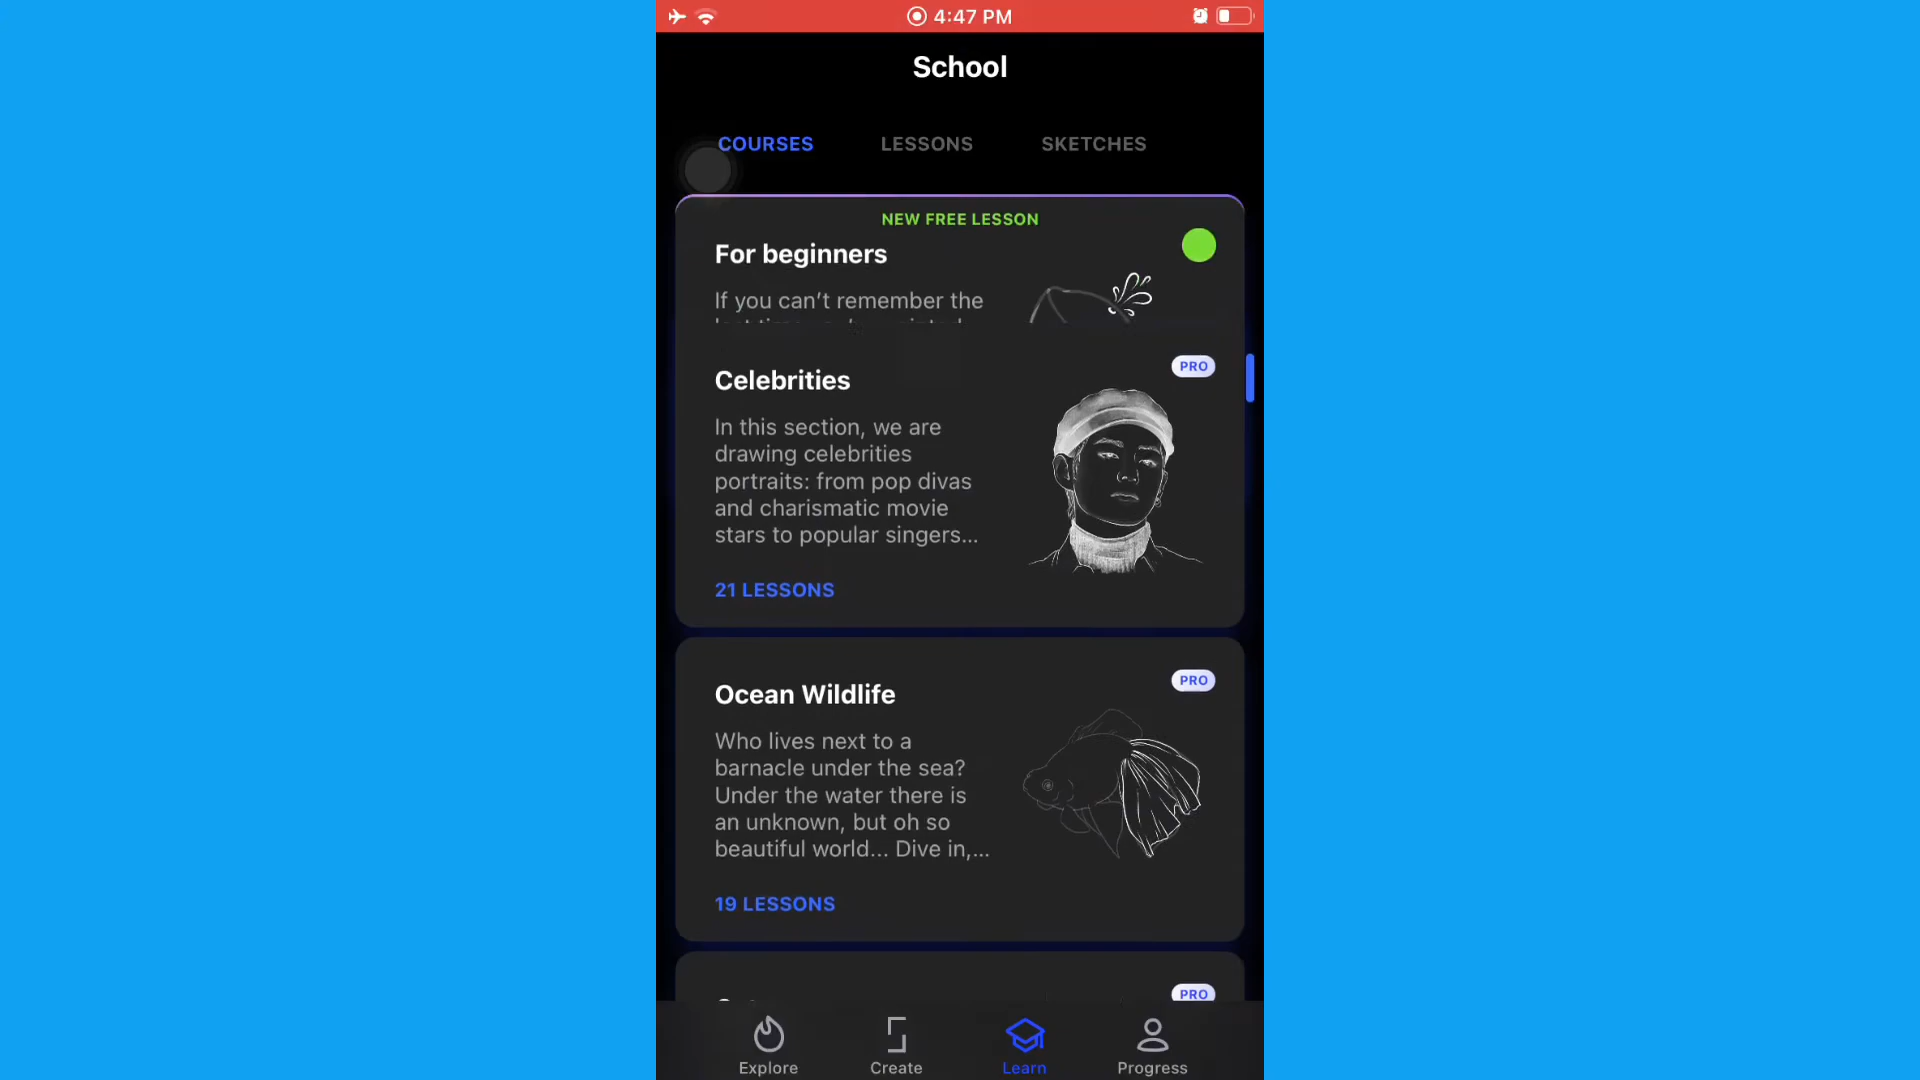 4:47 PM
School
COURSES
LESSONS
SKETCHES
NEW FREE LESSON
For beginners
If you can’t remember the
Celebrities
PRO
In this section, we are
drawing celebrities
portraits: from pop divas
and charismatic movie
stars to popular singers...
21 LESSONS
Ocean Wildlife
PRO
Who lives next to a
barnacle under the sea?
Under the water there is
an unknown, but oh so
beautiful world... Dive in,...
19 LESSONS
PRO
Explore
Create
Learn
Progress